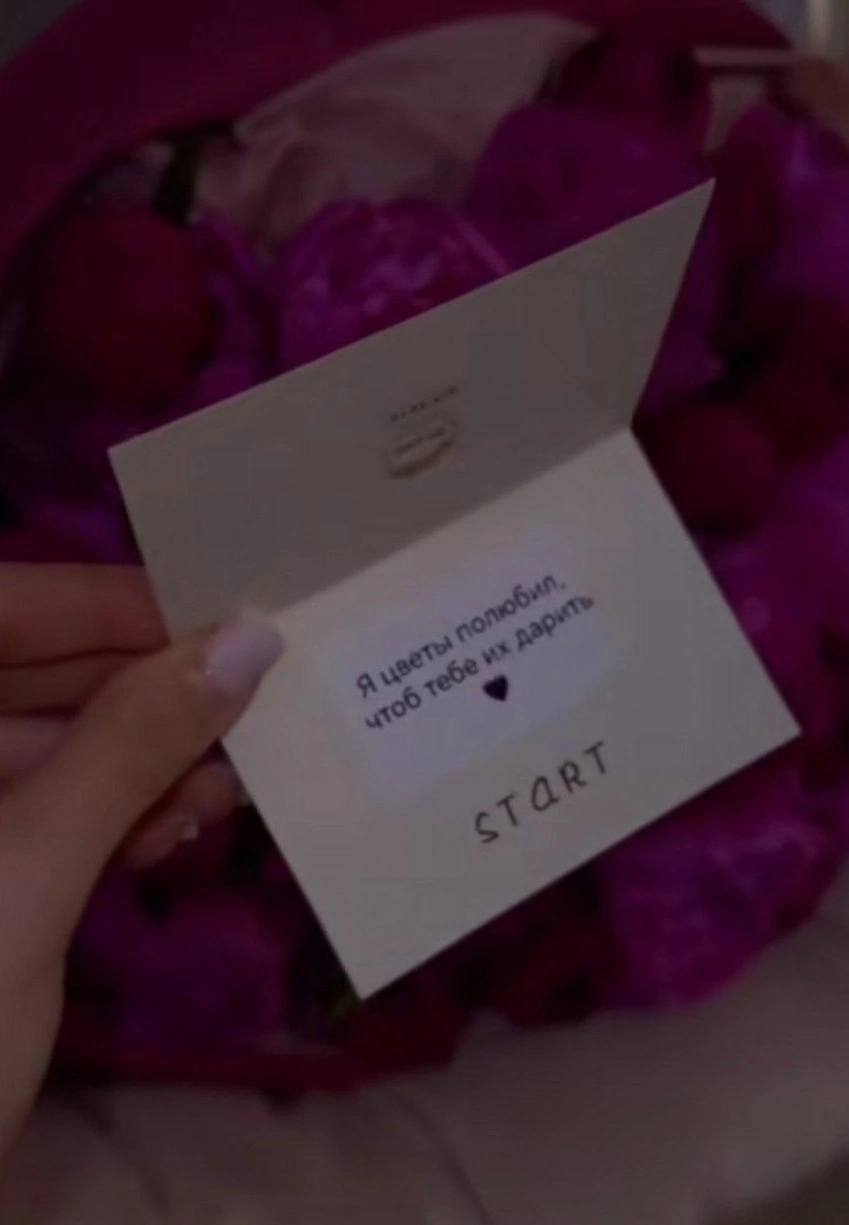 Я цветы полюбил,
чтоб тебе их дарить
♥
START